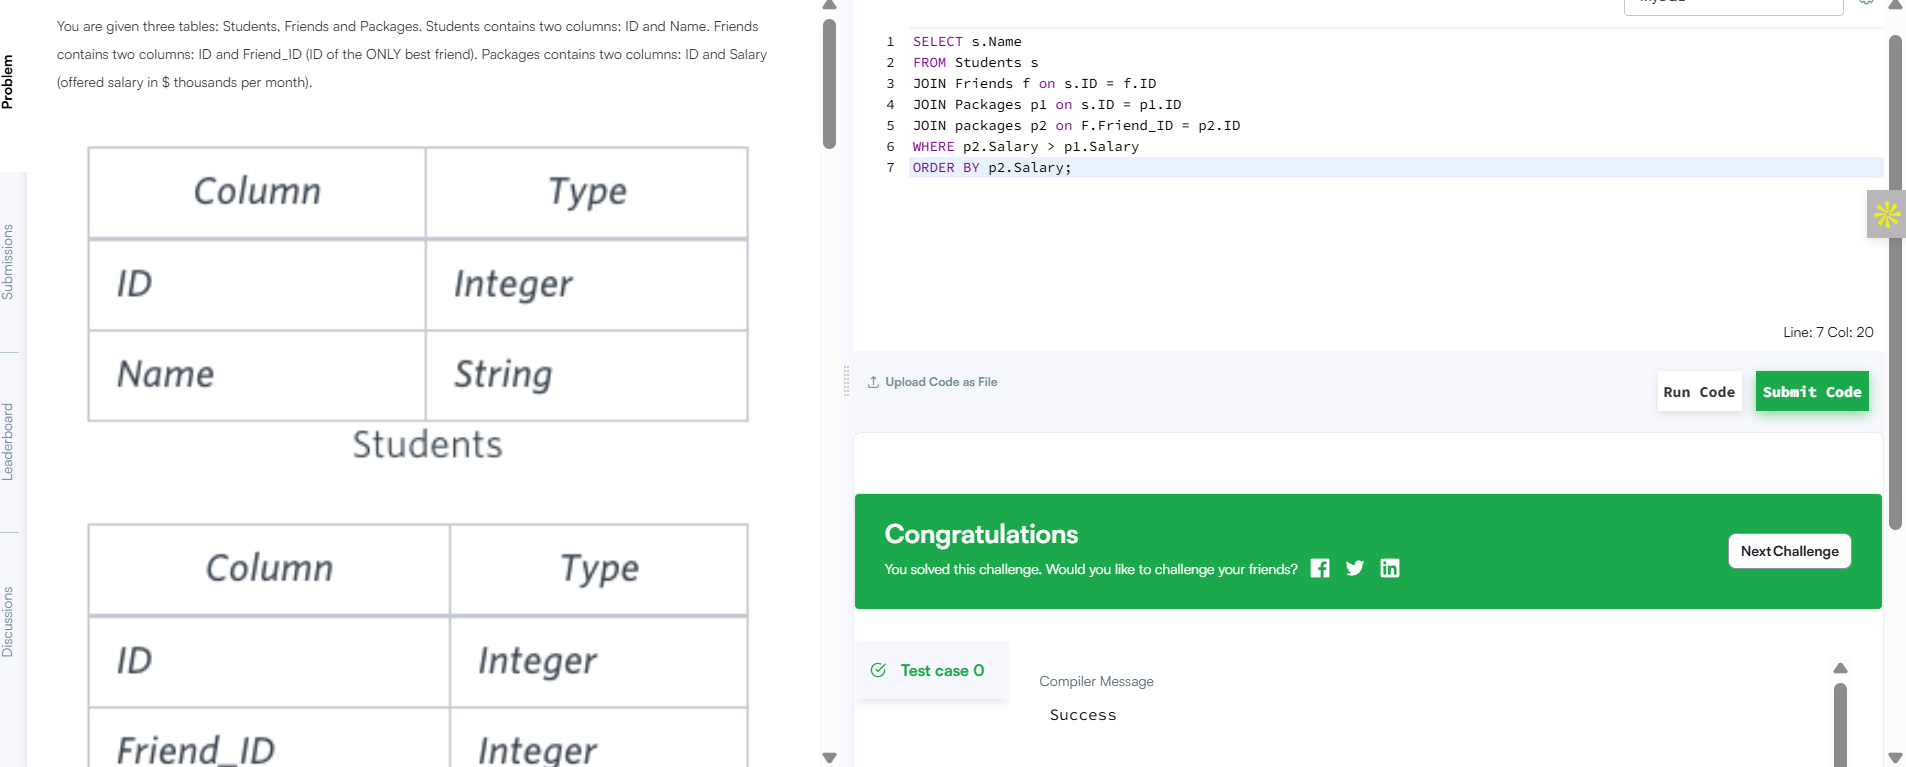 You are given three tables: Students, Friends and Packages. Students contains two columns: ID and Name. Friends
contains two columns: ID and Friend_ID (ID of the ONLY best friend). Packages contains two columns: ID and Salary
(offered salary in $ thousands per month).
Problem
Submissions
Leaderboard
Discussions
Column Type
ID Integer
Name String
Students
Column Type
ID Integer
Friend_ID Integer
1 SELECT s.Name
2 FROM Students s
3 JOIN Friends f on s.ID = f.ID
4 JOIN Packages p1 on s.ID = p1.ID
5 JOIN packages p2 on F.Friend_ID = p2.ID
6 WHERE p2.Salary > p1.Salary
7 ORDER BY p2.Salary;
Line: 7 Col: 20
Upload Code as File
Run Code
Submit Code
Congratulations
You solved this challenge. Would you like to challenge your friends?
Next Challenge
Test case 0
Compiler Message
Success